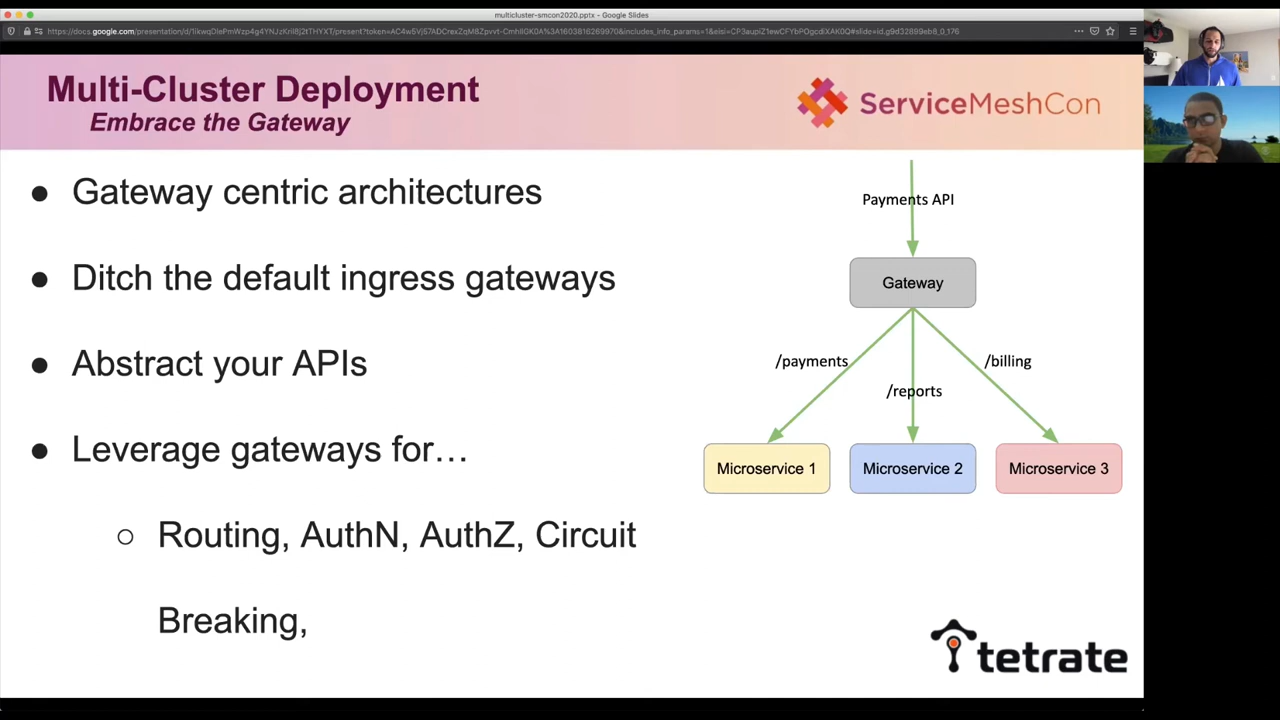 multicluster-smcon2020.pptx - Google Slides
Multi-Cluster Deployment
Embrace the Gateway
ServiceMeshCon
● Gateway centric architectures
● Ditch the default ingress gateways
● Abstract your APIs
● Leverage gateways for…
○ Routing, AuthN, AuthZ, Circuit
Breaking,
Payments API
Gateway
/payments
/reports
/billing
Microservice 1
Microservice 2
Microservice 3
tetrate